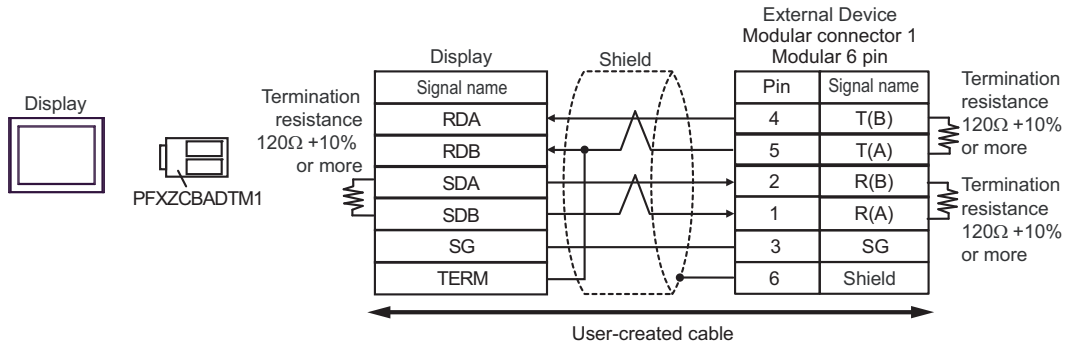 External Device
Modular connector 1
Modular 6 pin
Display
Shield
Display
PFXZCBADTM1
Termination
resistance
120Ω +10%
or more
Signal name
RDA
RDB
SDA
SDB
SG
TERM
Pin Signal name
4 T(B)
5 T(A)
2 R(B)
1 R(A)
3 SG
6 Shield
Termination
resistance
120Ω +10%
or more
Termination
resistance
120Ω +10%
or more
User-created cable